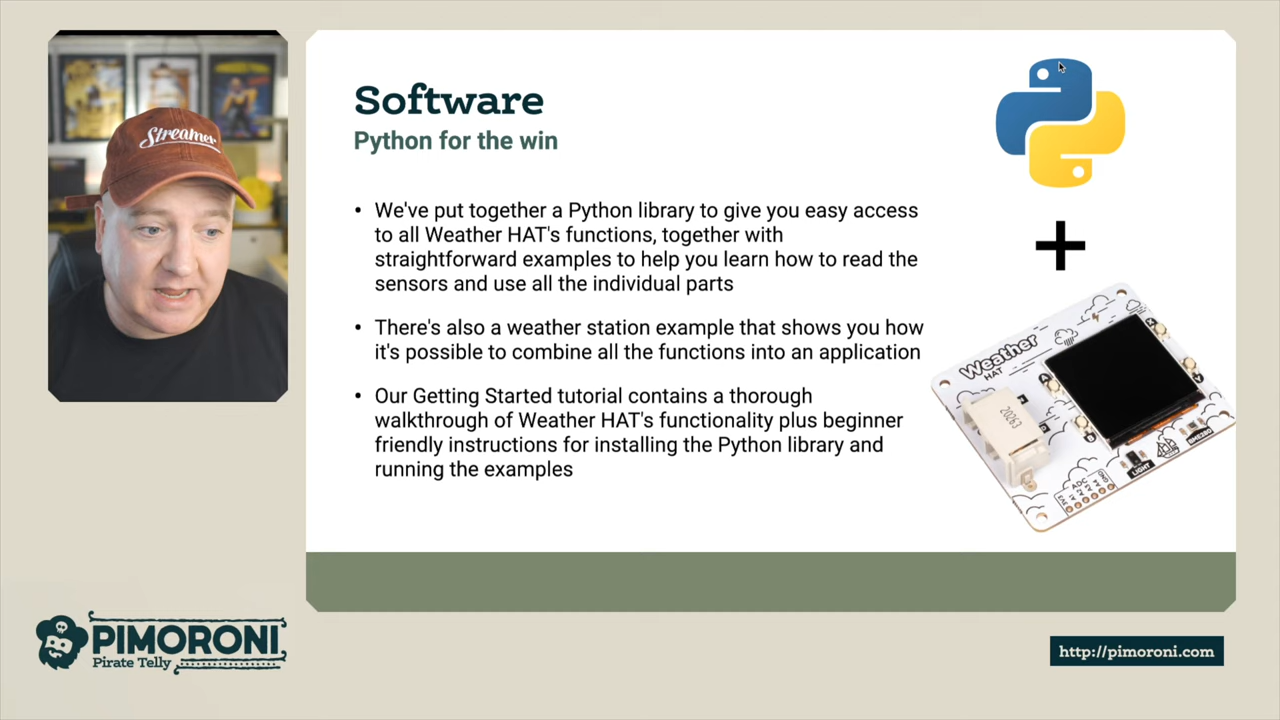 Streamer
Software
Python for the win
• We've put together a Python library to give you easy access
to all Weather HAT's functions, together with
straightforward examples to help you learn how to read the
sensors and use all the individual parts
• There's also a weather station example that shows you how
it's possible to combine all the functions into an application
• Our Getting Started tutorial contains a thorough
walkthrough of Weather HAT's functionality plus beginner
friendly instructions for installing the Python library and
running the examples
+
Weather
HAT
20263
A
B
X
Y
BME280
LIGHT
ADC
PIMORONI
Pirate Telly
http://pimoroni.com